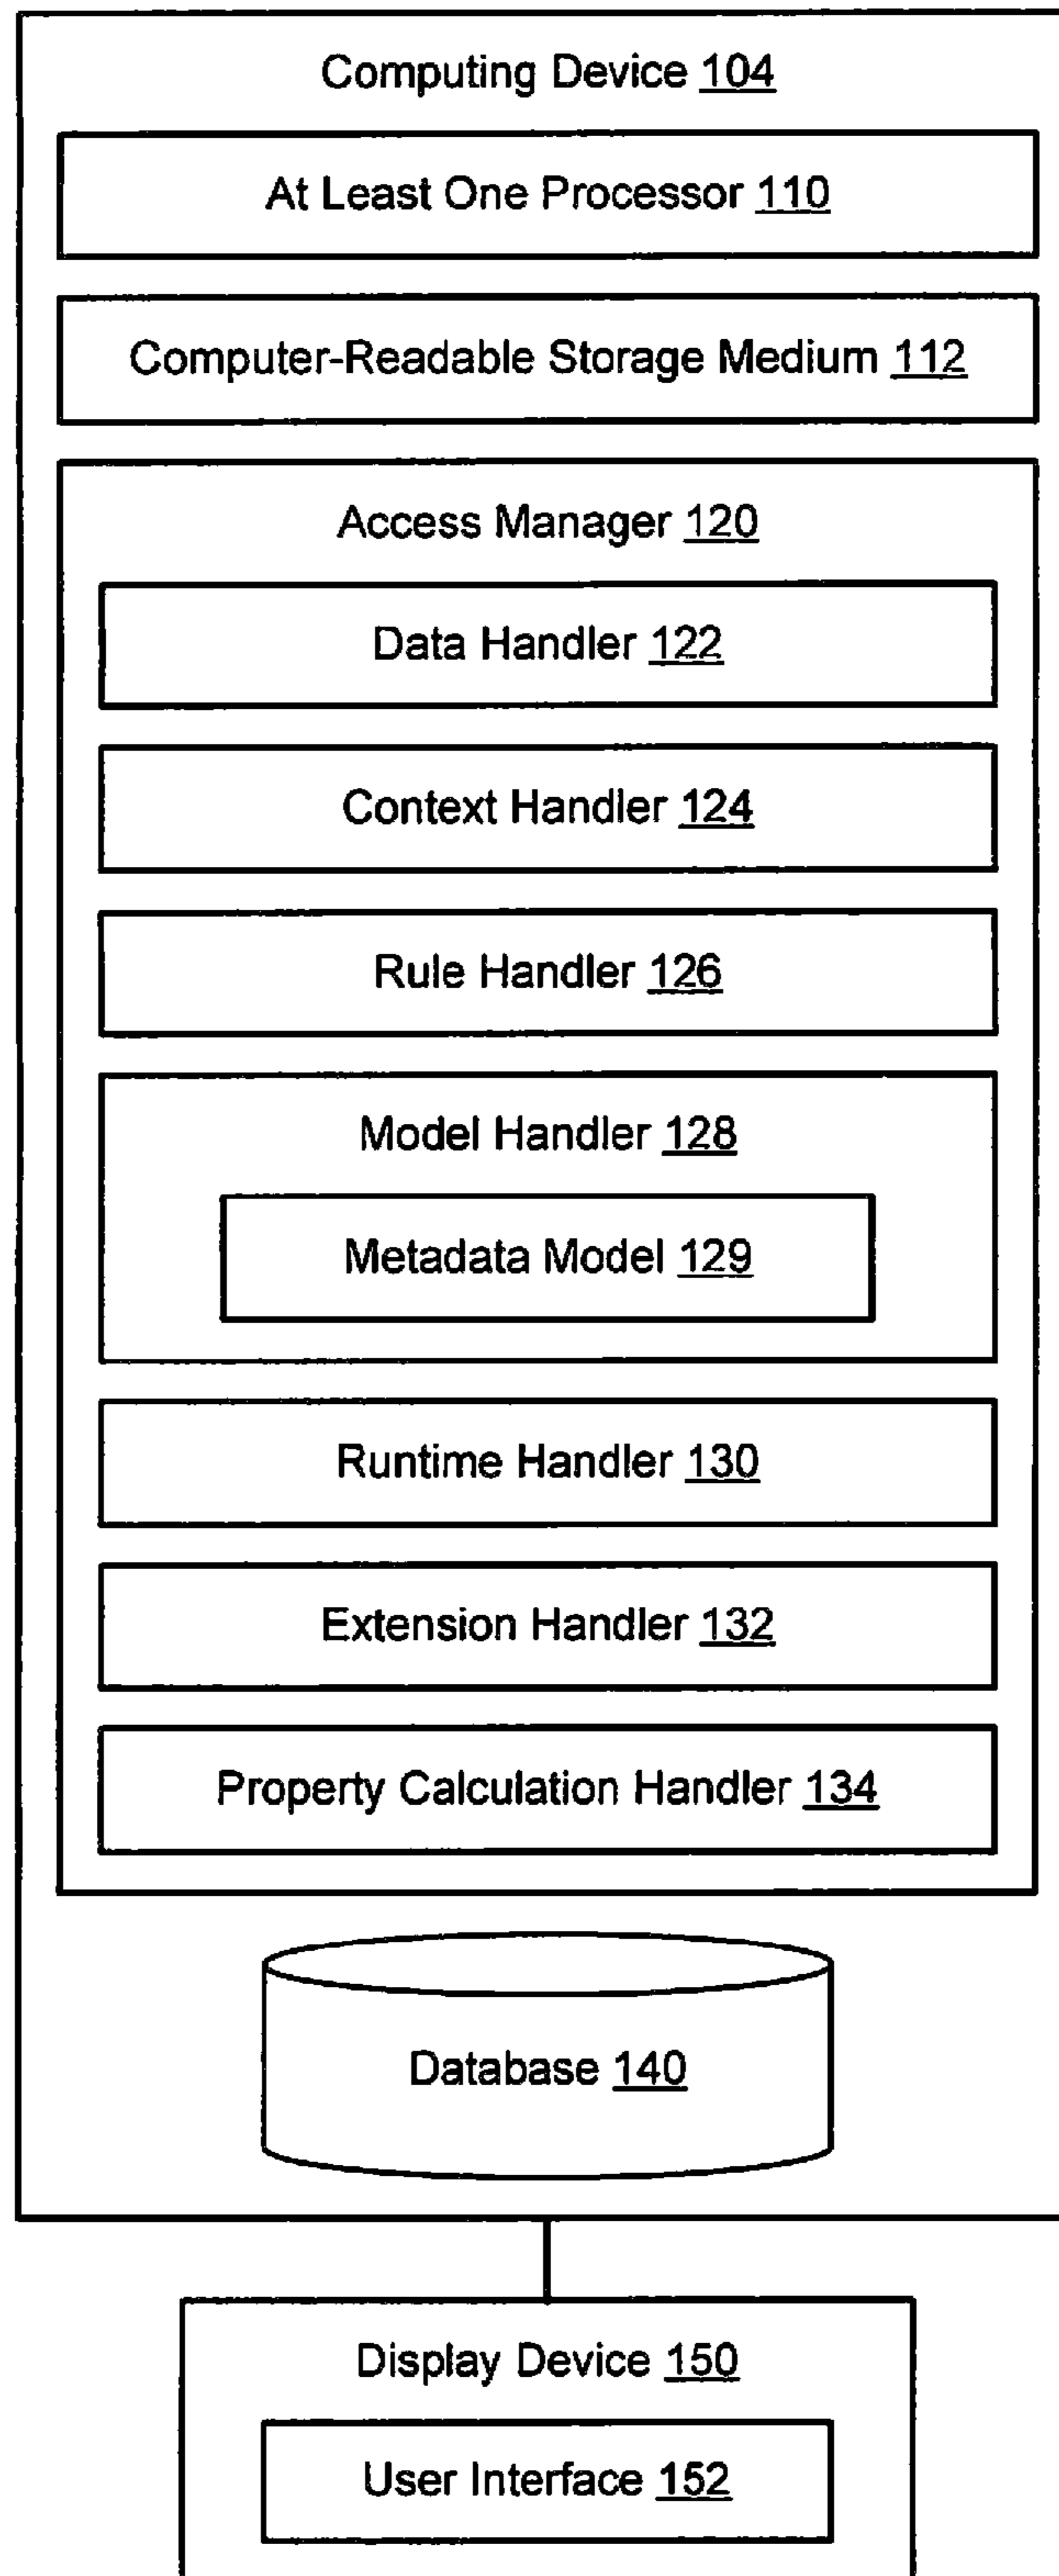 Computing Device 104
At Least One Processor 110
Computer-Readable Storage Medium 112
Access Manager 120
Data Handler 122
Context Handler 124
Rule Handler 126
Model Handler 128
Metadata Model 129
Runtime Handler 130
Extension Handler 132
Property Calculation Handler 134
Database 140
Display Device 150
User Interface 152